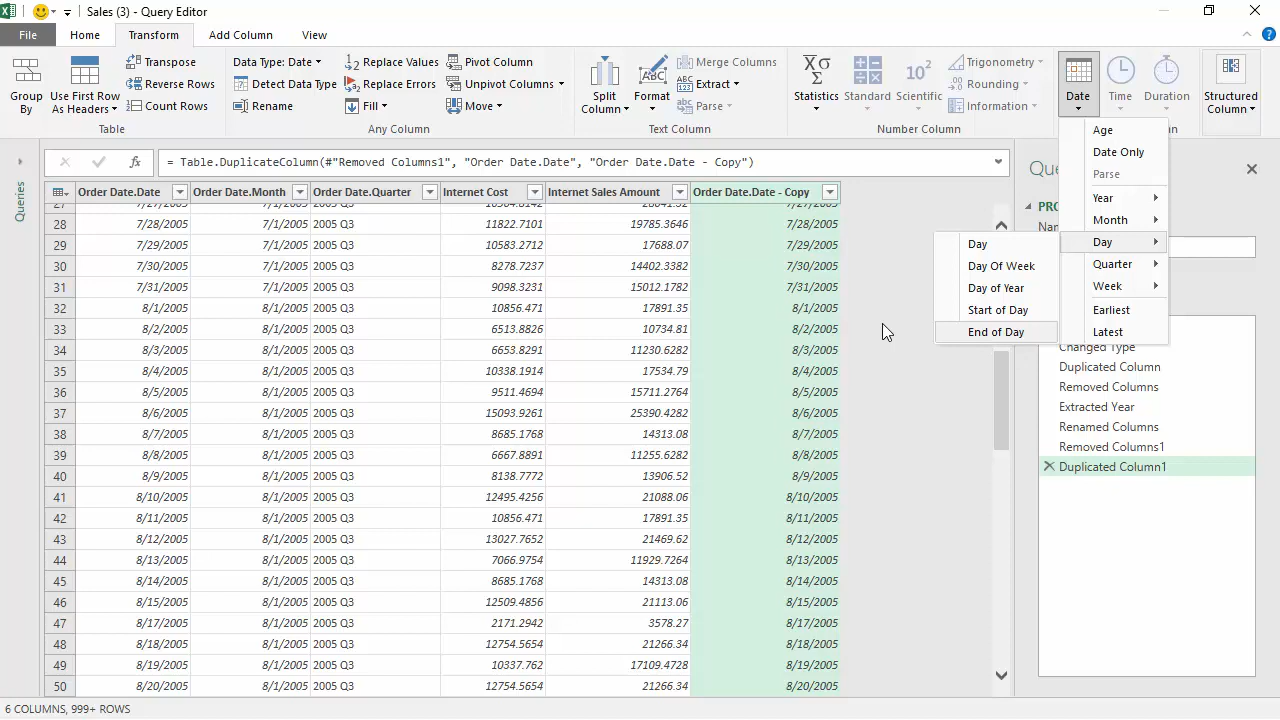 Sales (3) - Query Editor
File Home Transform Add Column View
Group By
Use First Row As Headers
Transpose
Reverse Rows
Count Rows
Table
Data Type: Date
Detect Data Type
Rename
Replace Values
Replace Errors
Fill
Pivot Column
Unpivot Columns
Move
Any Column
Split Column
Format
Merge Columns
Extract
Parse
Text Column
Statistics
Standard
Scientific
Trigonometry
Rounding
Information
Number Column
Date
Time
Duration
Structured Column
Age
Date Only
Parse
Year
Month
Day
Quarter
Week
Earliest
Latest
Day
Day Of Week
Day of Year
Start of Day
End of Day
= Table.DuplicateColumn(#"Removed Columns1", "Order Date.Date", "Order Date.Date - Copy")
Queries
Order Date.Date Order Date.Month Order Date.Quarter Internet Cost Internet Sales Amount Order Date.Date - Copy
28 7/28/2005 7/1/2005 2005 Q3 11822.7101 19785.3646 7/28/2005
29 7/29/2005 7/1/2005 2005 Q3 10583.2712 17688.07 7/29/2005
30 7/30/2005 7/1/2005 2005 Q3 8278.7237 14402.3382 7/30/2005
31 7/31/2005 7/1/2005 2005 Q3 9098.3231 15012.1782 7/31/2005
32 8/1/2005 8/1/2005 2005 Q3 10856.471 17891.35 8/1/2005
33 8/2/2005 8/1/2005 2005 Q3 6513.8826 10734.81 8/2/2005
34 8/3/2005 8/1/2005 2005 Q3 6653.8291 11230.6282 8/3/2005
35 8/4/2005 8/1/2005 2005 Q3 10338.1914 17534.79 8/4/2005
36 8/5/2005 8/1/2005 2005 Q3 9511.4694 15711.2764 8/5/2005
37 8/6/2005 8/1/2005 2005 Q3 15093.9261 25390.4282 8/6/2005
38 8/7/2005 8/1/2005 2005 Q3 8685.1768 14313.08 8/7/2005
39 8/8/2005 8/1/2005 2005 Q3 6667.8891 11255.6282 8/8/2005
40 8/9/2005 8/1/2005 2005 Q3 8138.7772 13906.52 8/9/2005
41 8/10/2005 8/1/2005 2005 Q3 12495.4256 21088.06 8/10/2005
42 8/11/2005 8/1/2005 2005 Q3 10856.471 17891.35 8/11/2005
43 8/12/2005 8/1/2005 2005 Q3 13027.7652 21469.62 8/12/2005
44 8/13/2005 8/1/2005 2005 Q3 7066.9754 11929.7264 8/13/2005
45 8/14/2005 8/1/2005 2005 Q3 8685.1768 14313.08 8/14/2005
46 8/15/2005 8/1/2005 2005 Q3 12509.4856 21113.06 8/15/2005
47 8/17/2005 8/1/2005 2005 Q3 2171.2942 3578.27 8/17/2005
48 8/18/2005 8/1/2005 2005 Q3 12754.5654 21266.34 8/18/2005
49 8/19/2005 8/1/2005 2005 Q3 10337.762 17109.4728 8/19/2005
50 8/20/2005 8/1/2005 2005 Q3 12754.5654 21266.34 8/20/2005
Changed Type
Duplicated Column
Removed Columns
Extracted Year
Renamed Columns
Removed Columns1
Duplicated Column1
6 COLUMNS, 999+ ROWS